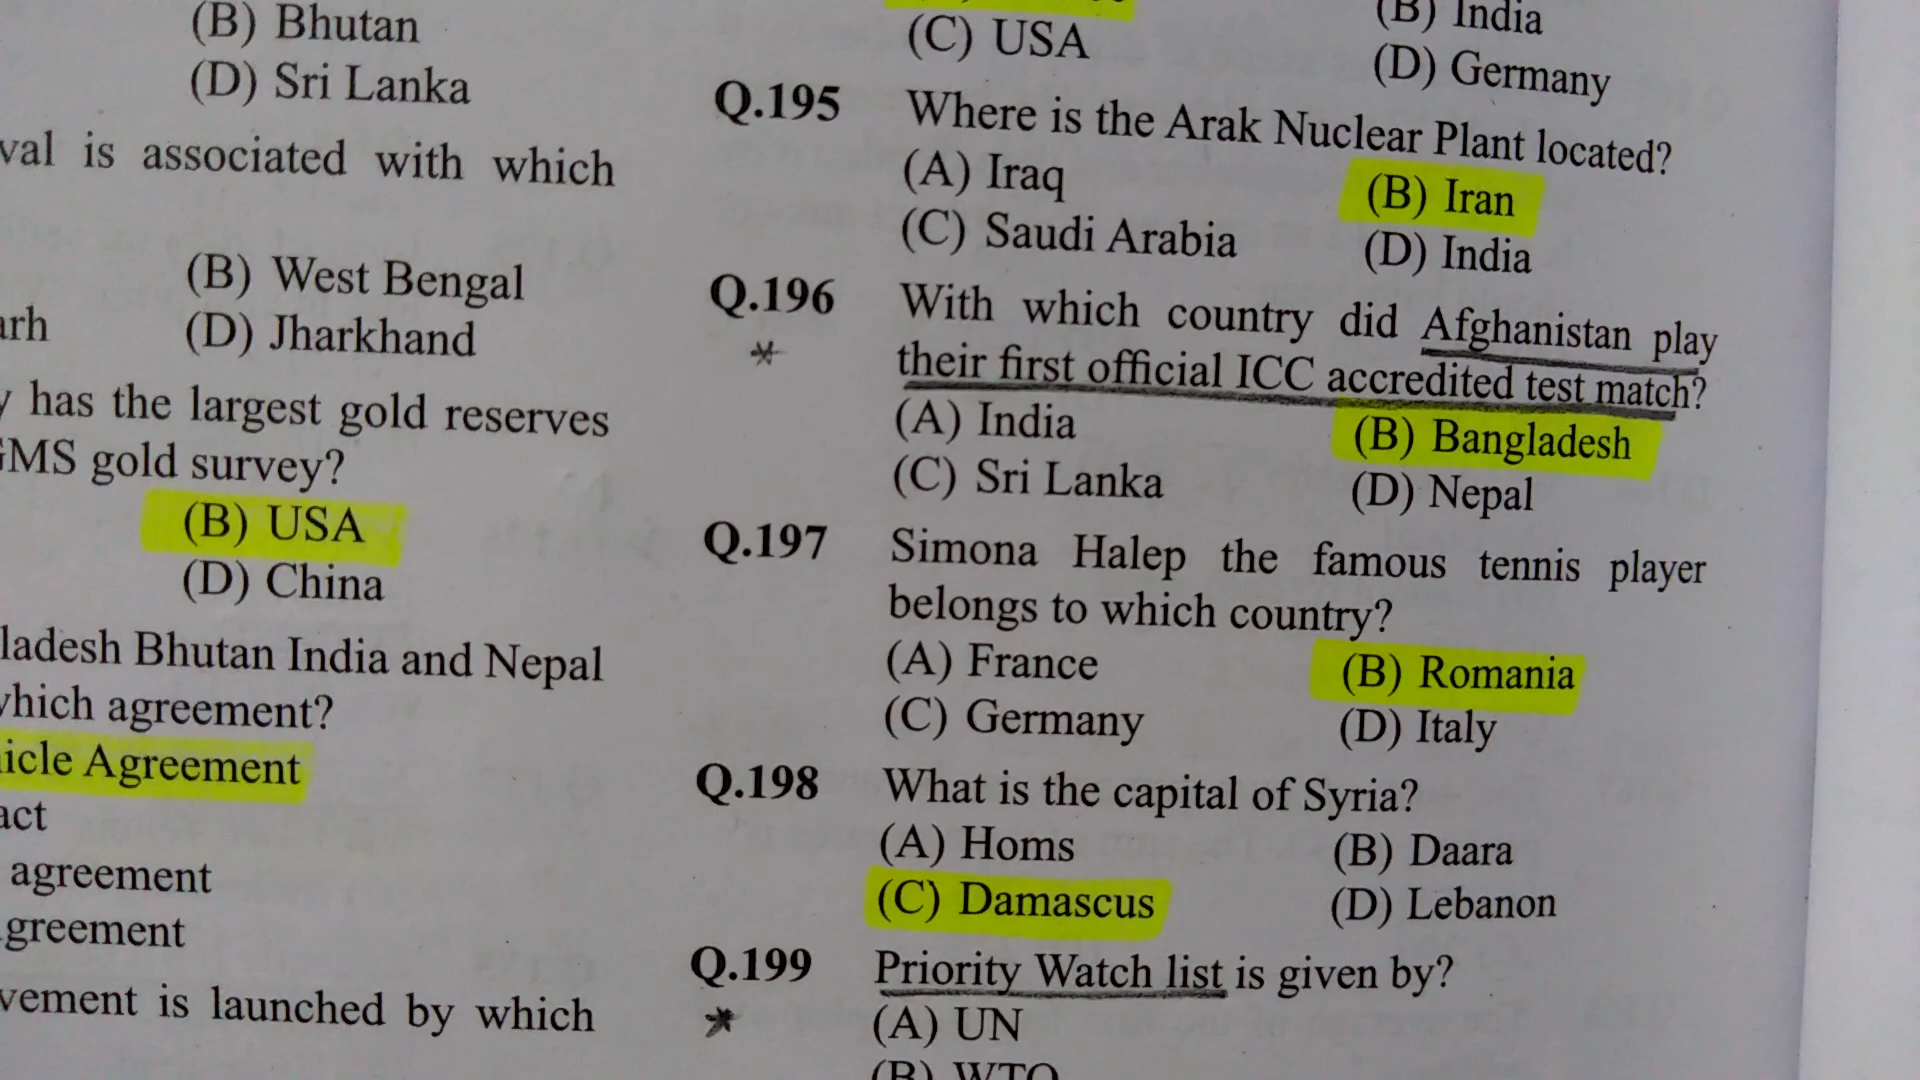 (B) Bhutan
(D) Sri Lanka
val is associated with which
(B) West Bengal
arh (D) Jharkhand
y has the largest gold reserves
GMS gold survey?
(B) USA
(D) China
ladesh Bhutan India and Nepal
which agreement?
icle Agreement
act
agreement
greement
vement is launched by which
(B) India
(C) USA (D) Germany
Q.195 Where is the Arak Nuclear Plant located?
(A) Iraq (B) Iran
(C) Saudi Arabia (D) India
Q.196 With which country did Afghanistan play
their first official ICC accredited test match?
(A) India (B) Bangladesh
(C) Sri Lanka (D) Nepal
Q.197 Simona Halep the famous tennis player
belongs to which country?
(A) France (B) Romania
(C) Germany (D) Italy
Q.198 What is the capital of Syria?
(A) Homs (B) Daara
(C) Damascus (D) Lebanon
Q.199 Priority Watch list is given by?
(A) UN
(B) WTO